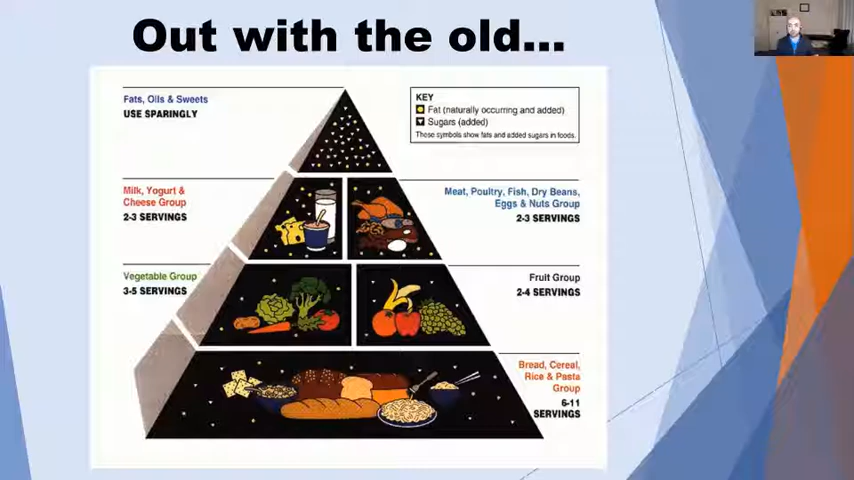 Out with the old...
Fats, Oils & Sweets
USE SPARINGLY
KEY
Fat (naturally occurring and added)
Sugars (added)
These symbols show fats and added sugars in foods.
Milk, Yogurt &
Cheese Group
2-3 SERVINGS
Meat, Poultry, Fish, Dry Beans,
Eggs & Nuts Group
2-3 SERVINGS
Vegetable Group
3-5 SERVINGS
Fruit Group
2-4 SERVINGS
Bread, Cereal,
Rice & Pasta
Group
6-11
SERVINGS